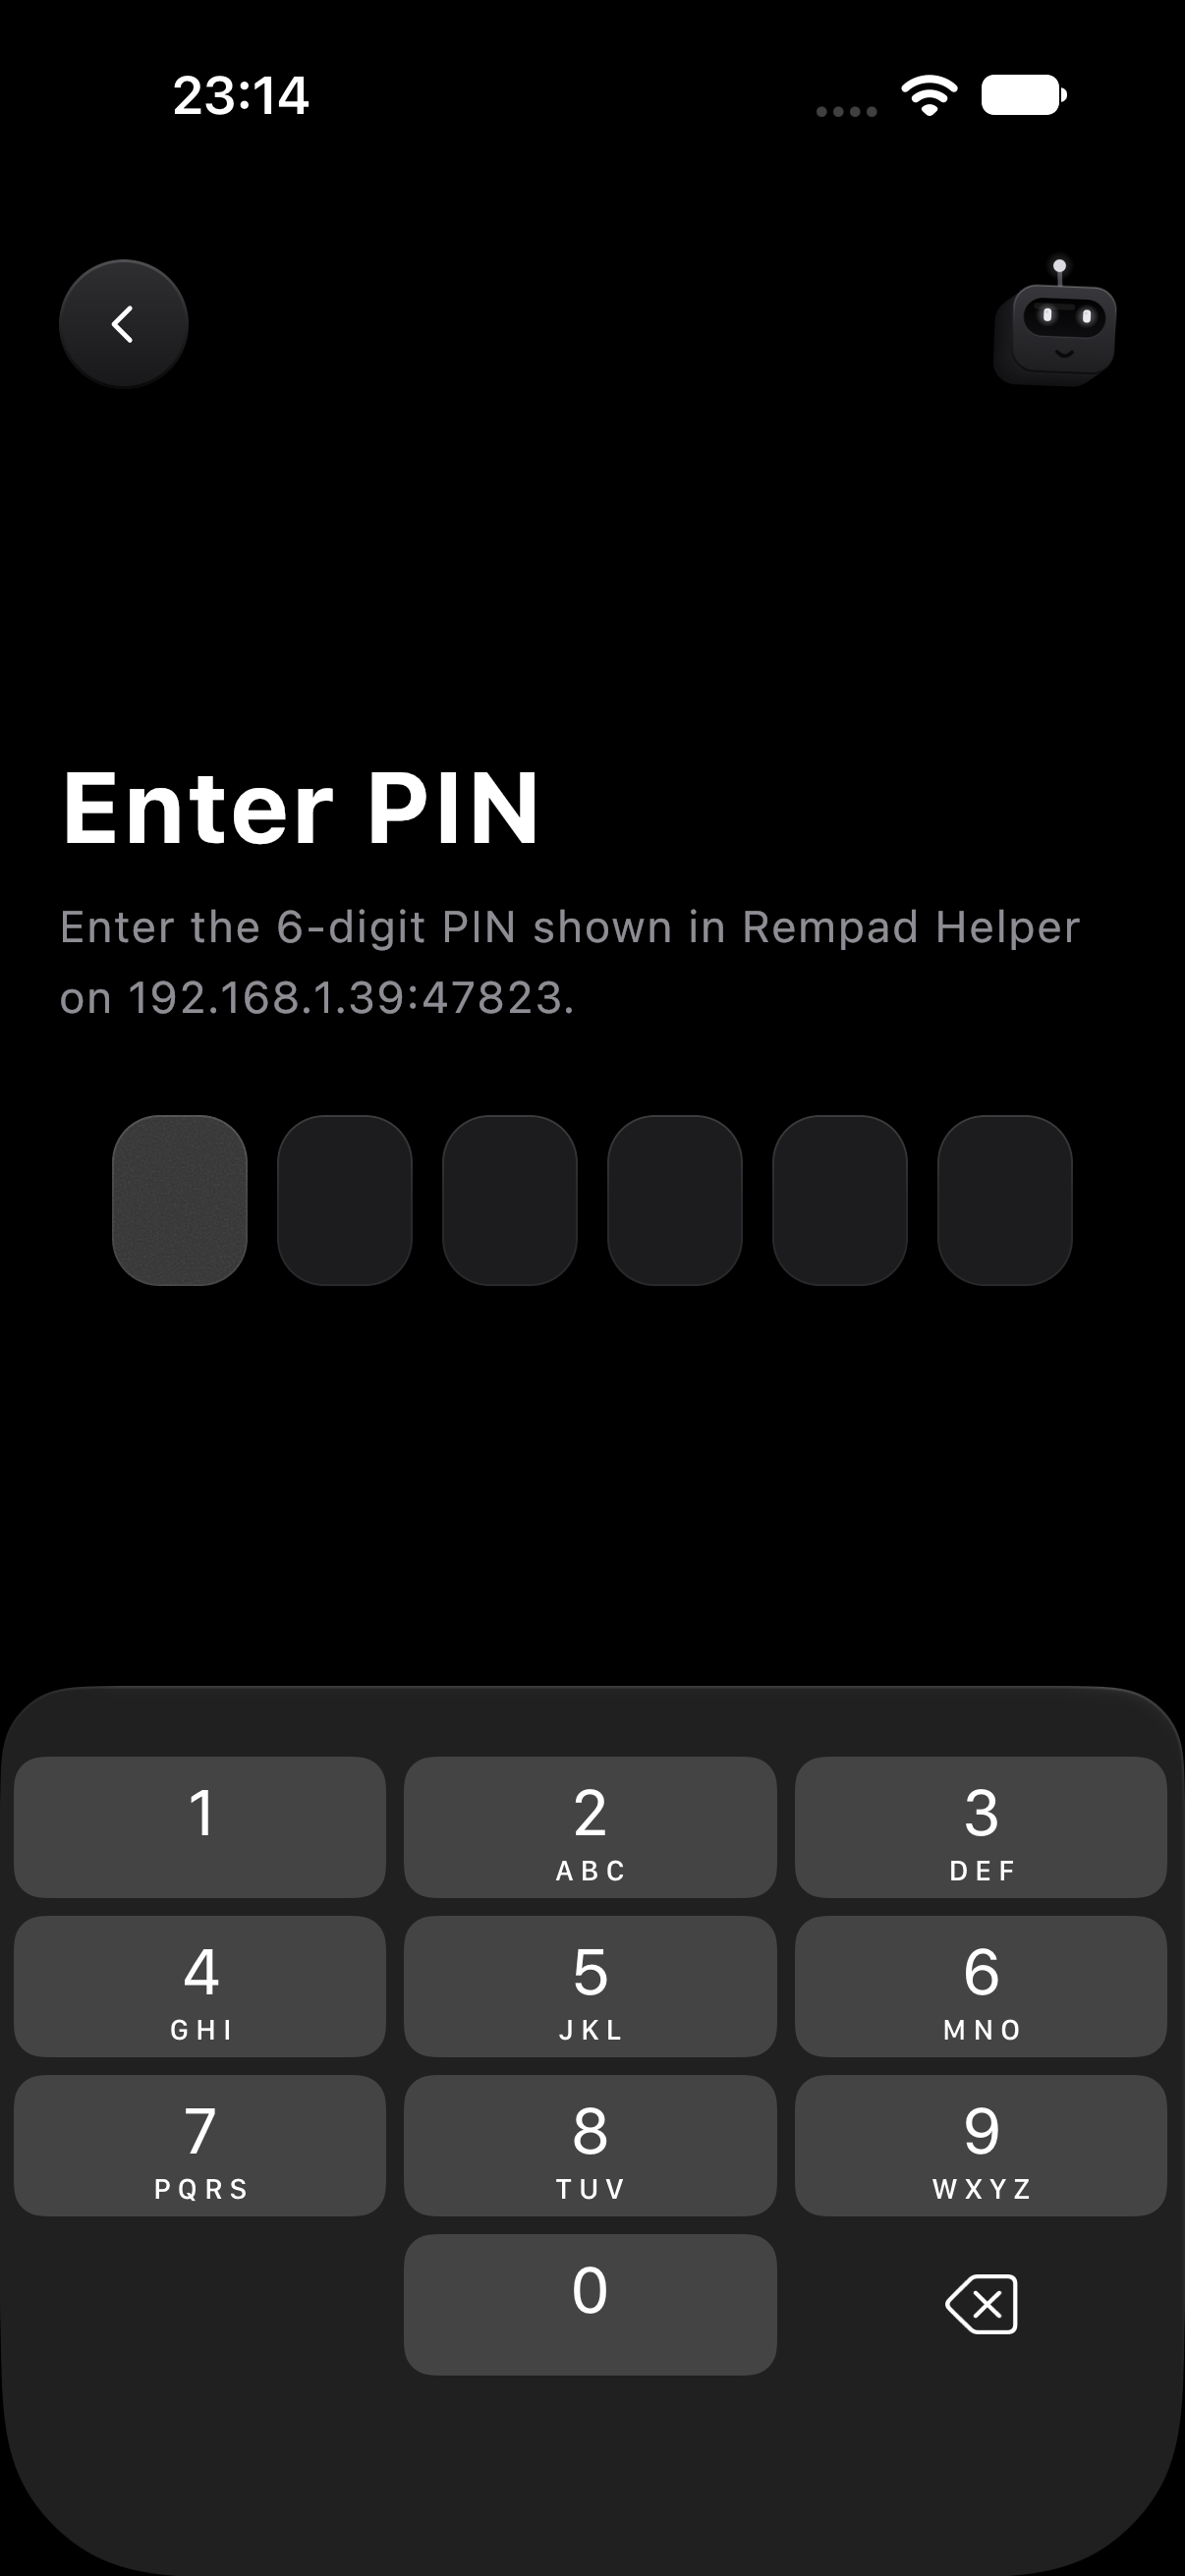 23:14
Enter PIN
Enter the 6-digit PIN shown in Rempad Helper
on 192.168.1.39:47823.
1
2
ABC
3
DEF
4
GHI
5
JKL
6
MNO
7
PQRS
8
TUV
9
WXYZ
0